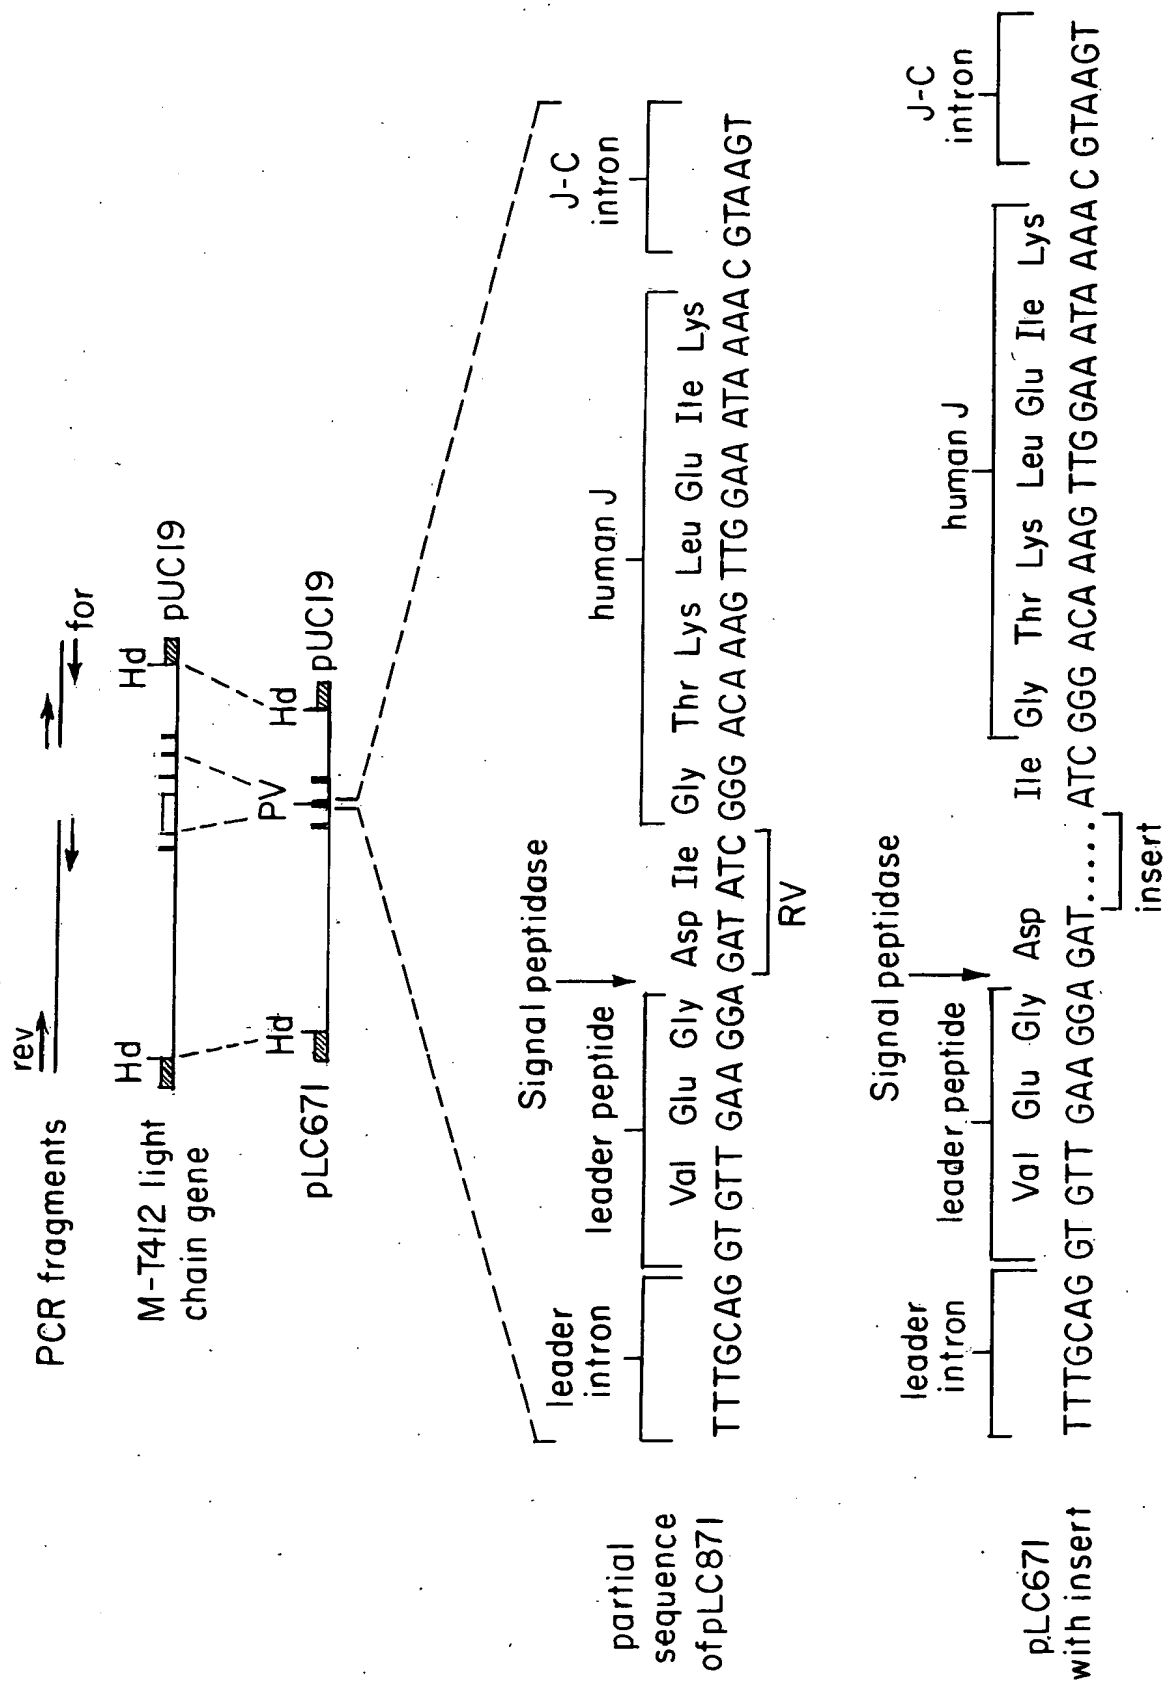 PCR fragments
rev
for
M-T412 light
chain gene
Hd
Hd
pUC19
pLC671
Hd
PV
Hd
pUC19
Signal peptidase
leader
intron
leader peptide
human J
J-C
intron
Val Glu Gly Asp Ile Gly Thr Lys Leu Glu Ile Lys
partial
sequence
of pLC871
TTTGCAG GT GTT GAA GGA GAT ATC GGG ACA AAG TTG GAA ATA AAA C GTAAGT
RV
Signal peptidase
leader
intron
leader peptide
human J
J-C
intron
Val Glu Gly Asp Ile Gly Thr Lys Leu Glu Ile Lys
pLC671
with insert
TTTGCAG GT GTT GAA GGA GAT.....ATC GGG ACA AAG TTG GAA ATA AAA C GTAAGT
insert